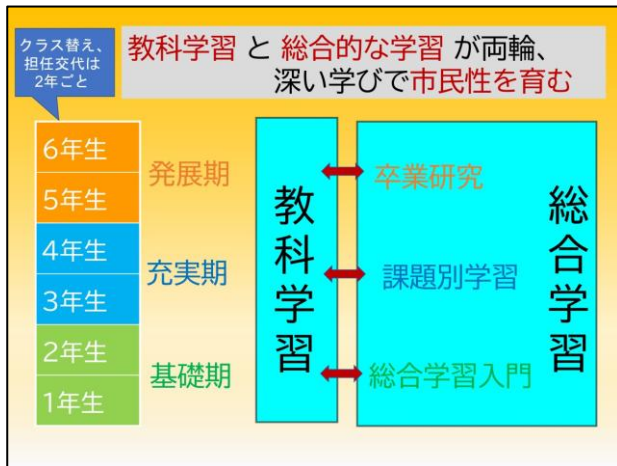 クラス替え、
担任交代は
2年ごと
教科学習 と 総合的な学習 が両輪、
深い学びで市民性を育む
6年生
5年生
4年生
3年生
2年生
1年生
発展期
充実期
基礎期
教科学習
卒業研究
課題別学習
総合学習入門
総合学習